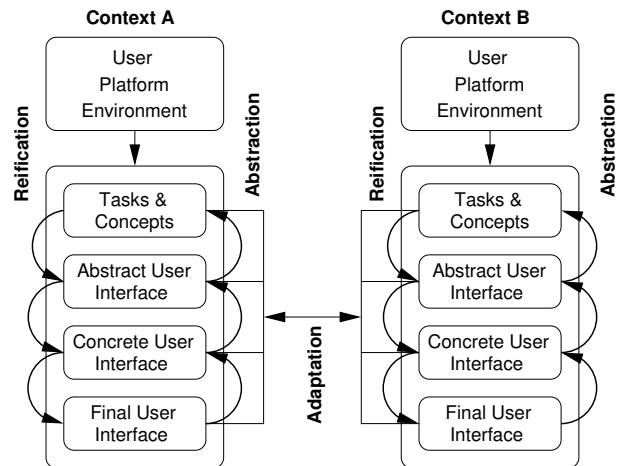 Context A
User
Platform
Environment
Reification
Abstraction
Tasks &
Concepts
Abstract User
Interface
Concrete User
Interface
Final User
Interface
Adaptation
Context B
User
Platform
Environment
Reification
Abstraction
Tasks &
Concepts
Abstract User
Interface
Concrete User
Interface
Final User
Interface